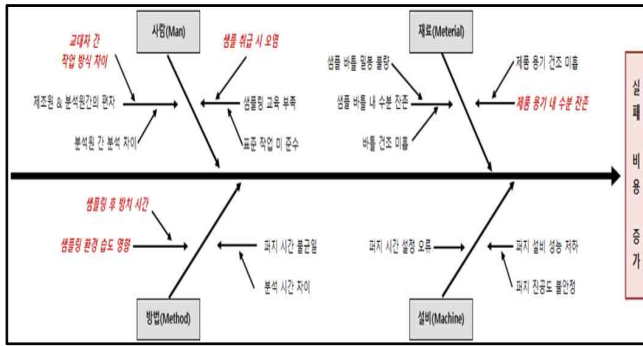 사람(Man)
재료(Meterial)
교대자 간
작업 방식 차이
샘플 취급 시 오염
제조원 & 분석원간의 편차
샘플링 교육 부족
분석원 간 분석 차이
표준 작업 미 준수
샘플 바틀 밀봉 불량
제품 용기 건조 미흡
샘플 바틀 내 수분 잔존
제품 용기 내 수분 잔존
바틀 건조 미흡
실패 비용 증가
샘플링 후 방치 시간
샘플링 환경 습도 영향
퍼지 시간 불균일
분석 시간 차이
퍼지 시간 설정 오류
퍼지 설비 성능 저하
퍼지 진공도 불안정
방법(Method)
설비(Machine)